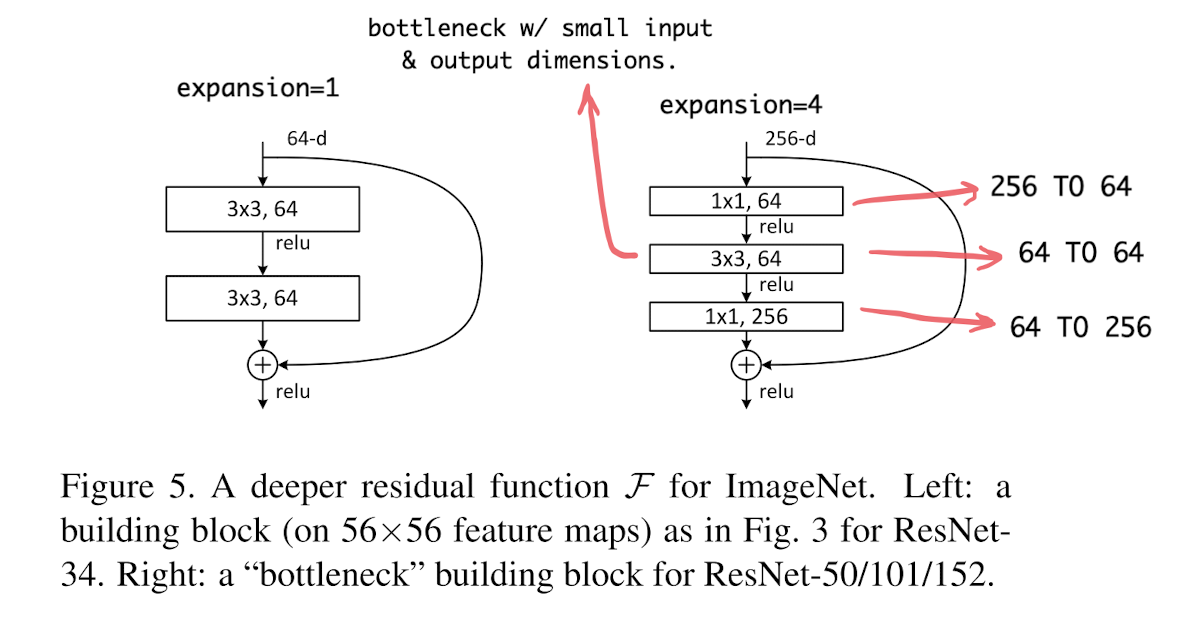 bottleneck w/ small input
& output dimensions.
expansion=1
64-d
3x3, 64
relu
3x3, 64
relu
expansion=4
256-d
1x1, 64
relu
3x3, 64
relu
1x1, 256
relu
256 TO 64
64 TO 64
64 TO 256
Figure 5. A deeper residual function F for ImageNet. Left: a
building block (on 56×56 feature maps) as in Fig. 3 for ResNet-
34. Right: a “bottleneck” building block for ResNet-50/101/152.